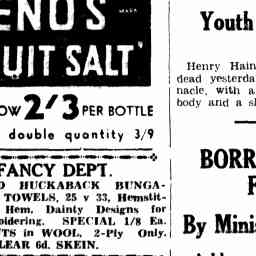 ENO'S
UIT SALT'
OW 2/3 PER BOTTLE
double quantity 3/9
FANCY DEPT.
D HUCKABACK BUNGA-
TOWELS, 25 v 33, Hemstit-
Hem. Dainty Designs for
oidering. SPECIAL 1/8 Ea.
TS in WOOL, 2-Ply Only.
LEAR 6d. SKEIN.
Youth
Henry Hain
dead yesterda
nacle, with a
body and a s
BORR
F
By Mini